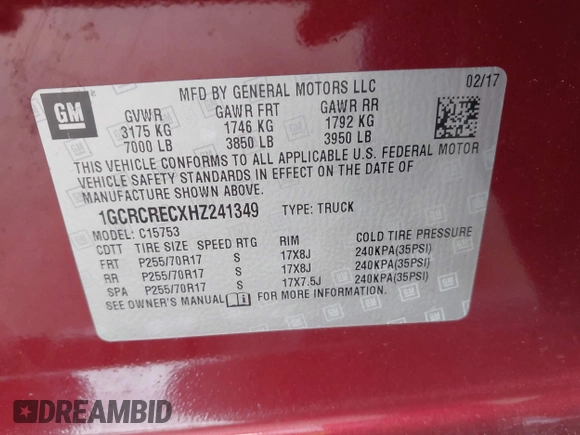 GM
MFD BY GENERAL MOTORS LLC 02/17
GVWR GAWR FRT GAWR RR
3175 KG 1746 KG 1792 KG
7000 LB 3850 LB 3950 LB
THIS VEHICLE CONFORMS TO ALL APPLICABLE U.S. FEDERAL MOTOR
VEHICLE SAFETY STANDARDS IN EFFECT ON THE DATE OF
MANUFACTURE SHOWN ABOVE.
1GCRCRECXHZ241349 TYPE: TRUCK
MODEL: C15753
CDTT TIRE SIZE SPEED RTG RIM COLD TIRE PRESSURE
FRT P255/70R17 S 17X8J 240KPA(35PSI)
RR P255/70R17 S 17X8J 240KPA(35PSI)
SPA P255/70R17 S 17X7.5J 240KPA(35PSI)
SEE OWNER'S MANUAL i FOR MORE INFORMATION.
DREAMBID